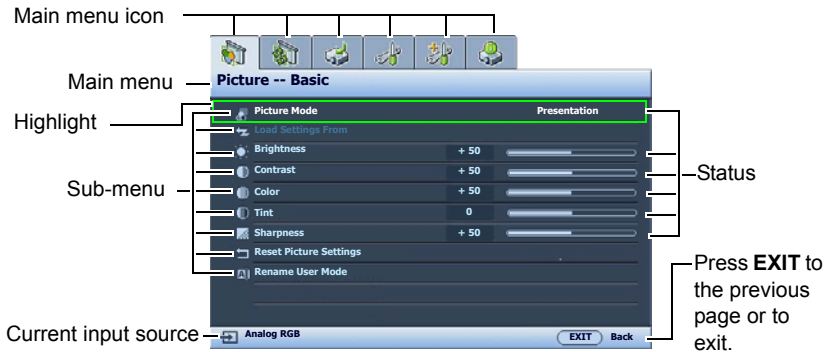 Main menu icon
Main menu
Picture -- Basic
Highlight
Picture Mode Presentation
Load Settings From
Brightness + 50
Contrast + 50
Status
Sub-menu
Color + 50
Tint 0
Sharpness + 50
Reset Picture Settings
Rename User Mode
Press EXIT to
the previous
page or to
exit.
Current input source
Analog RGB
EXIT Back